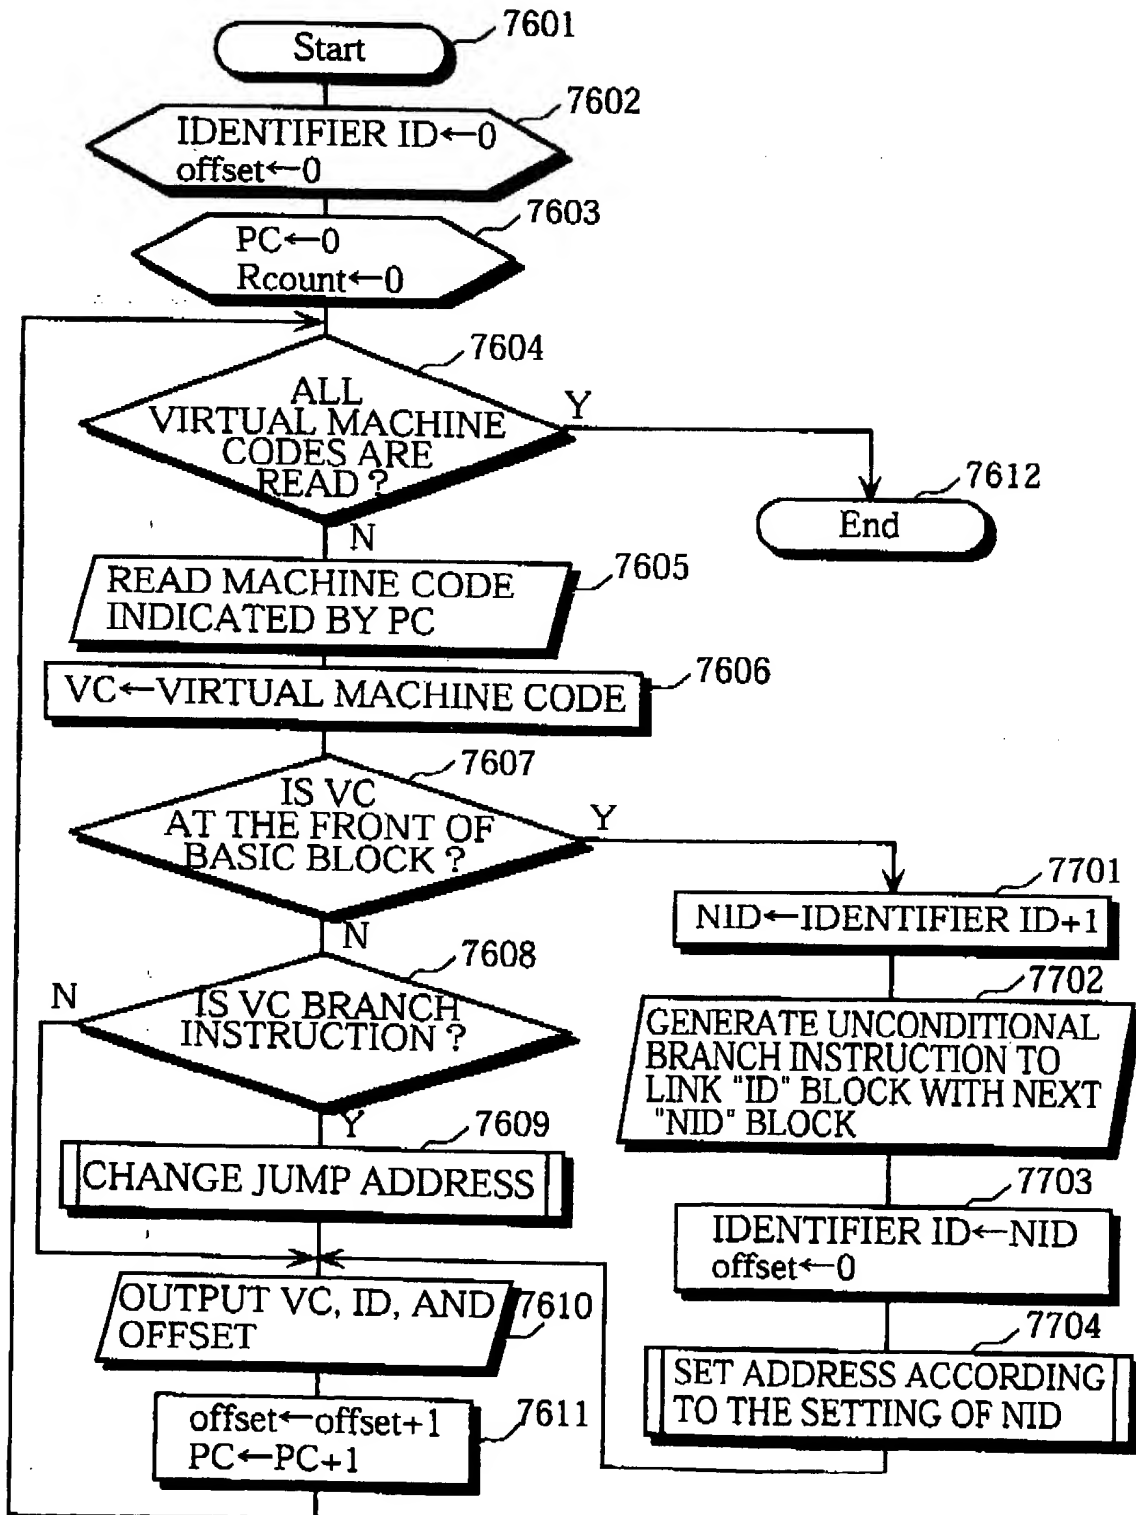 7601
Start
7602
IDENTIFIER ID←0
offset←0
7603
PC←0
Rcount←0
7604
ALL
VIRTUAL MACHINE
CODES ARE
READ ?
Y
N
7612
End
7605
READ MACHINE CODE
INDICATED BY PC
7606
VC←VIRTUAL MACHINE CODE
7607
IS VC
AT THE FRONT OF
BASIC BLOCK ?
Y
N
7701
NID←IDENTIFIER ID+1
7608
N
IS VC BRANCH
INSTRUCTION ?
Y
7702
GENERATE UNCONDITIONAL
BRANCH INSTRUCTION TO
LINK "ID" BLOCK WITH NEXT
"NID" BLOCK
7609
CHANGE JUMP ADDRESS
7703
IDENTIFIER ID←NID
offset←0
7610
OUTPUT VC, ID, AND
OFFSET
7704
SET ADDRESS ACCORDING
TO THE SETTING OF NID
7611
offset←offset+1
PC←PC+1